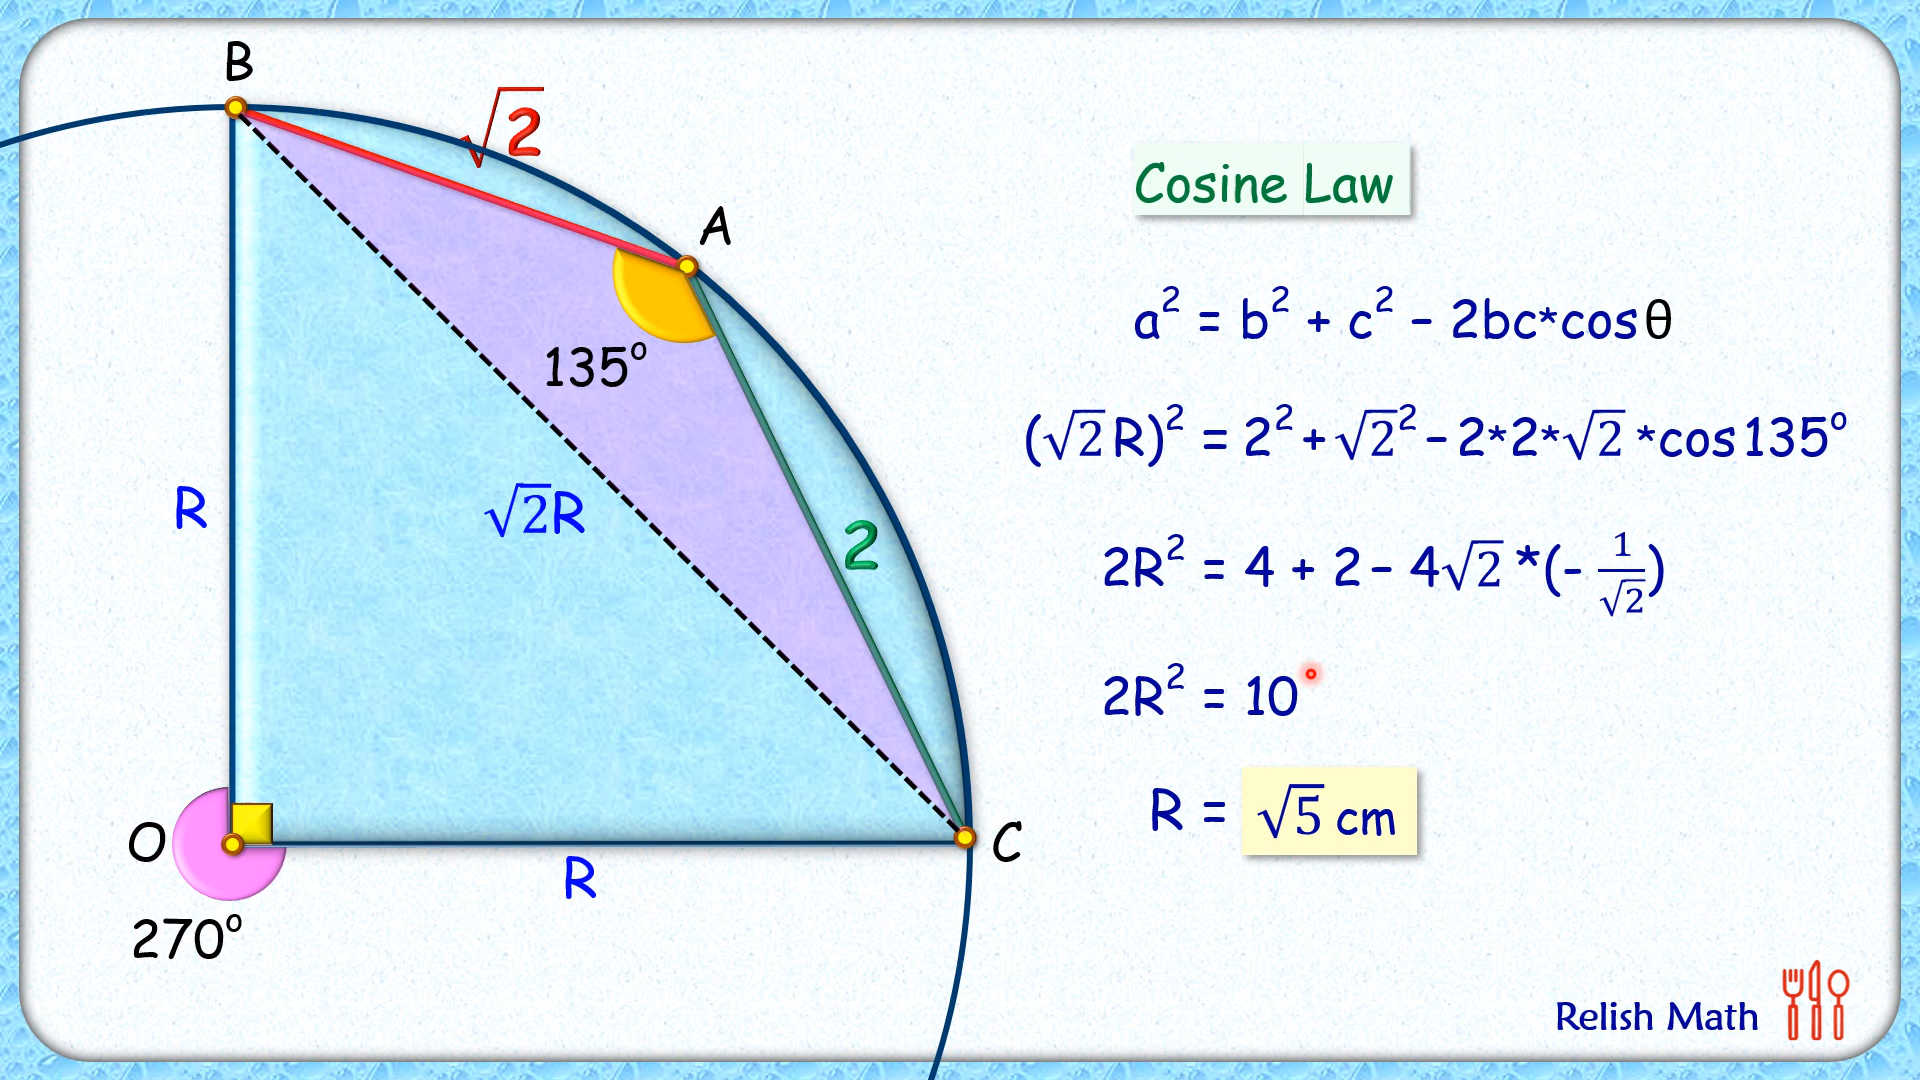 B
√2
A
135°
R
√2R
2
O
C
R
270°
Cosine Law
a² = b² + c² - 2bc*cosθ
(√2R)² = 2² + √2² - 2*2*√2 *cos135°
2R² = 4 + 2 - 4√2 *(- 1/√2)
2R² = 10
R = √5 cm
Relish Math